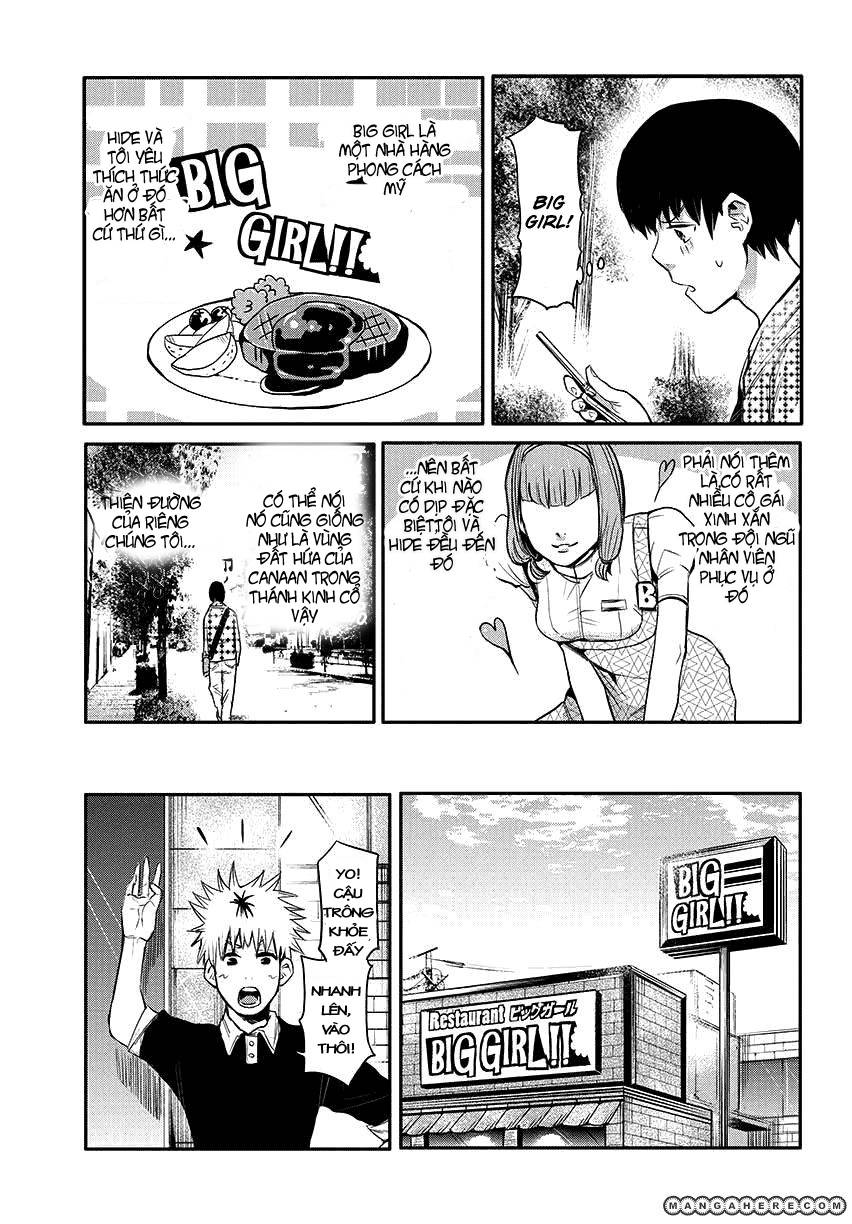 BIG
GIRL!
BIG GIRL LÀ
MỘT NHÀ HÀNG
PHONG CÁCH
MỸ
BIG
GIRL!!
HIDE VÀ
TÔI YÊU
THÍCH THỨC
ĂN Ở ĐÓ
HƠN BẤT
CỨ THỨ GÌ...
PHẢI NÓI THÊM
LÀ,CÓ RẤT
NHIỀU CÔ GÁI
XINH XẮN
TRONG ĐỘI NGŨ
NHÂN VIÊN
PHỤC VỤ Ở
ĐÓ
B
...NÊN BẤT
CỨ KHI NÀO
CÓ DỊP ĐẶC
BIỆT,TÔI VÀ
HIDE ĐỀU ĐẾN
ĐÓ
CÓ THỂ NÓI
NÓ CŨNG GIỐNG
NHƯ LÀ VÙNG
ĐẤT HỨA CỦA
CANAAN TRONG
THÁNH KINH CỔ
VẬY
THIÊN ĐƯỜNG
CỦA RIÊNG
CHÚNG TÔI...
BIG
GIRL!!
Restaurant ビッグガール
BIG GIRL!!
YO!
CẬU
TRÔNG
KHỎE
ĐẤY
NHANH
LÊN,
VÀO
THÔI!
MANGAHERE.COM